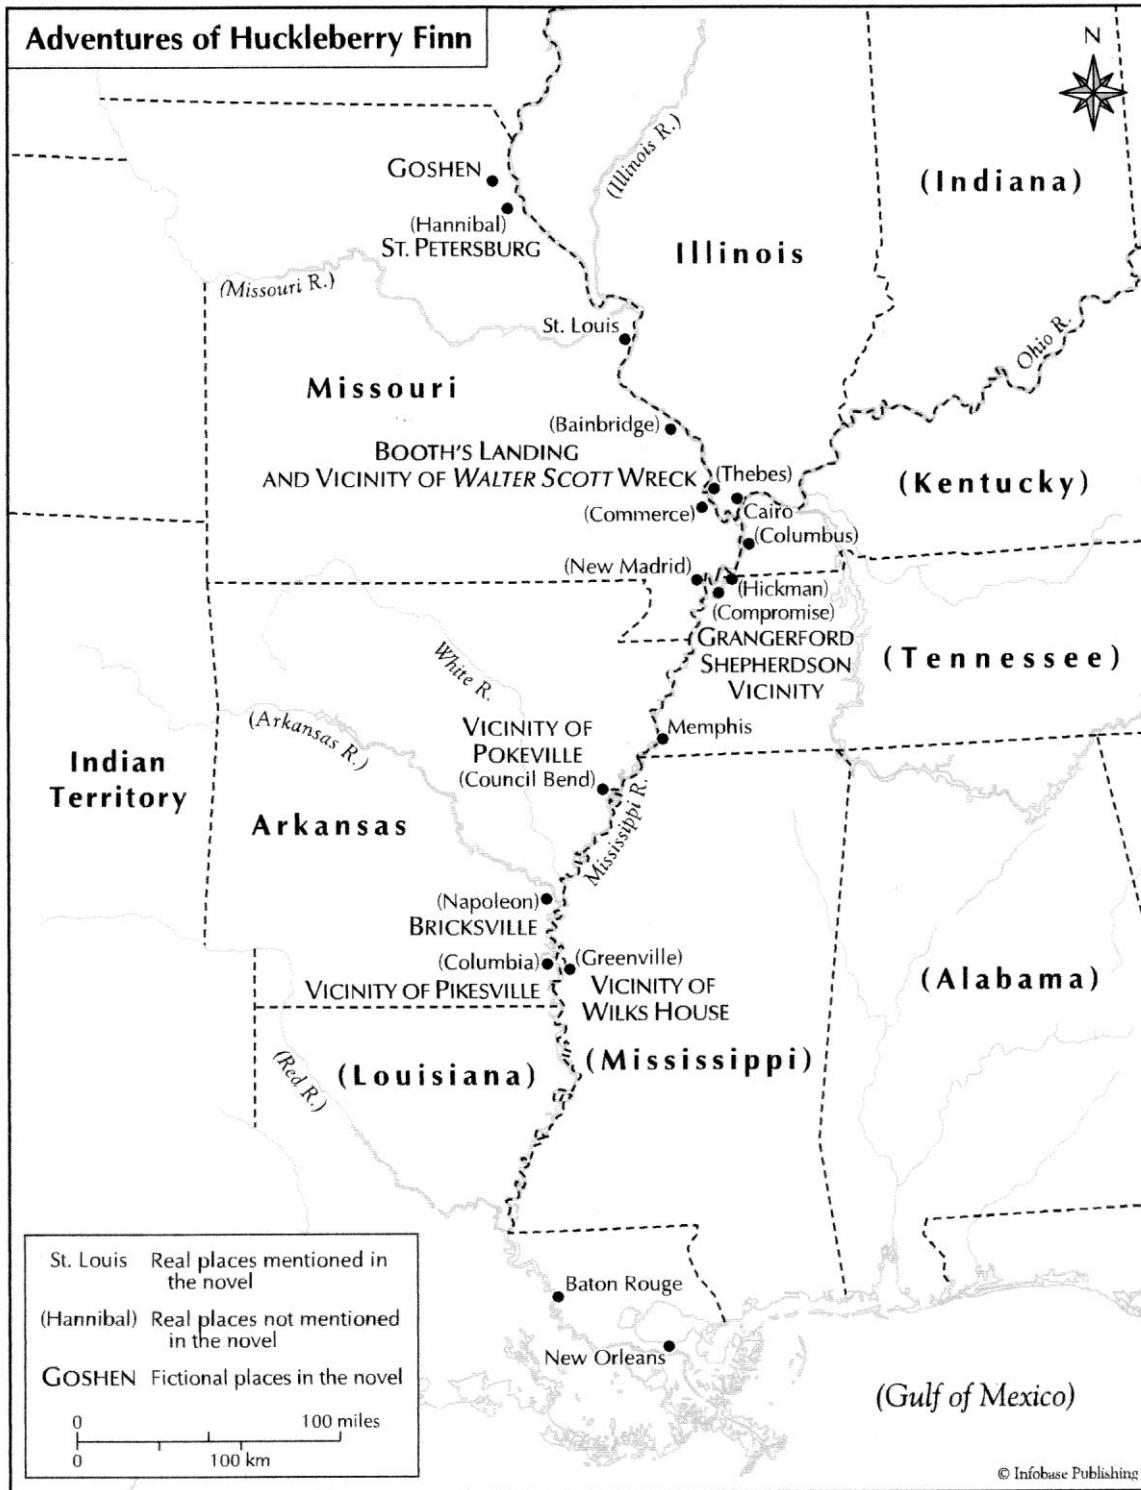 Adventures of Huckleberry Finn
N
GOSHEN
(Hannibal)
ST. PETERSBURG
(Illinois R.)
(Indiana)
Illinois
(Missouri R.)
St. Louis
Ohio R.
Missouri
(Bainbridge)
BOOTH'S LANDING
AND VICINITY OF WALTER SCOTT WRECK
(Thebes)
(Kentucky)
(Commerce)
Cairo
(Columbus)
(New Madrid)
(Hickman)
(Compromise)
GRANGERFORD
SHEPHERDSON
VICINITY
(Tennessee)
White R.
(Arkansas R.)
VICINITY OF
POKEVILLE
(Council Bend)
Memphis
Indian
Territory
Mississippi R.
Arkansas
(Napoleon)
BRICKSVILLE
(Columbia)
VICINITY OF PIKESVILLE
(Greenville)
VICINITY OF
WILKS HOUSE
(Alabama)
(Red R.)
(Louisiana)
(Mississippi)
St. Louis Real places mentioned in
the novel
(Hannibal) Real places not mentioned
in the novel
GOSHEN Fictional places in the novel
0 100 miles
0 100 km
Baton Rouge
New Orleans
(Gulf of Mexico)
© Infobase Publishing